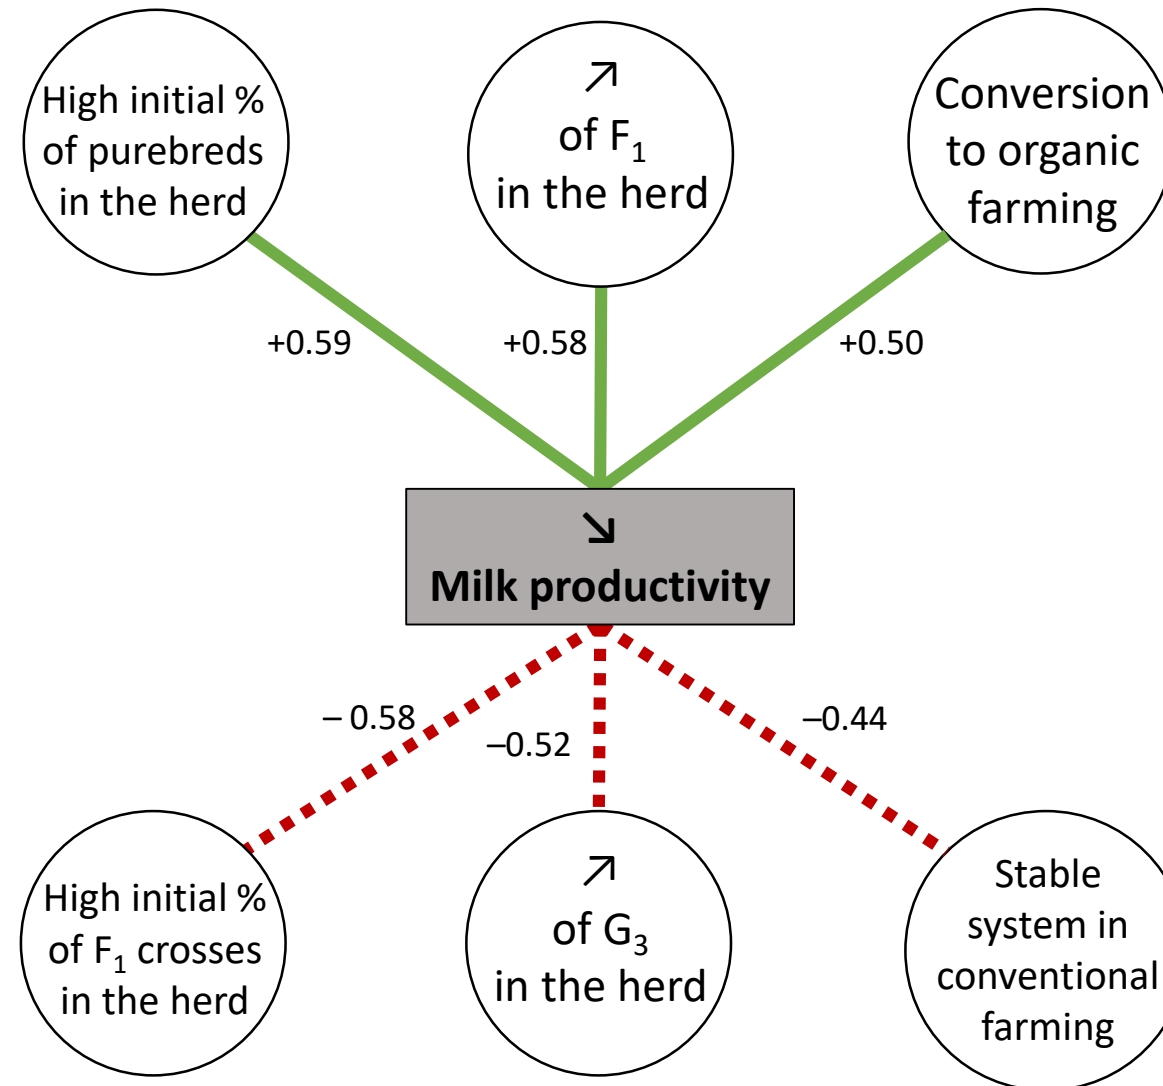 High initial %
of purebreds
in the herd
↗
of F₁
in the herd
Conversion
to organic
farming
+0.59
+0.58
+0.50
↘
Milk productivity
– 0.58
–0.52
–0.44
High initial %
of F₁ crosses
in the herd
↗
of G₃
in the herd
Stable
system in
conventional
farming